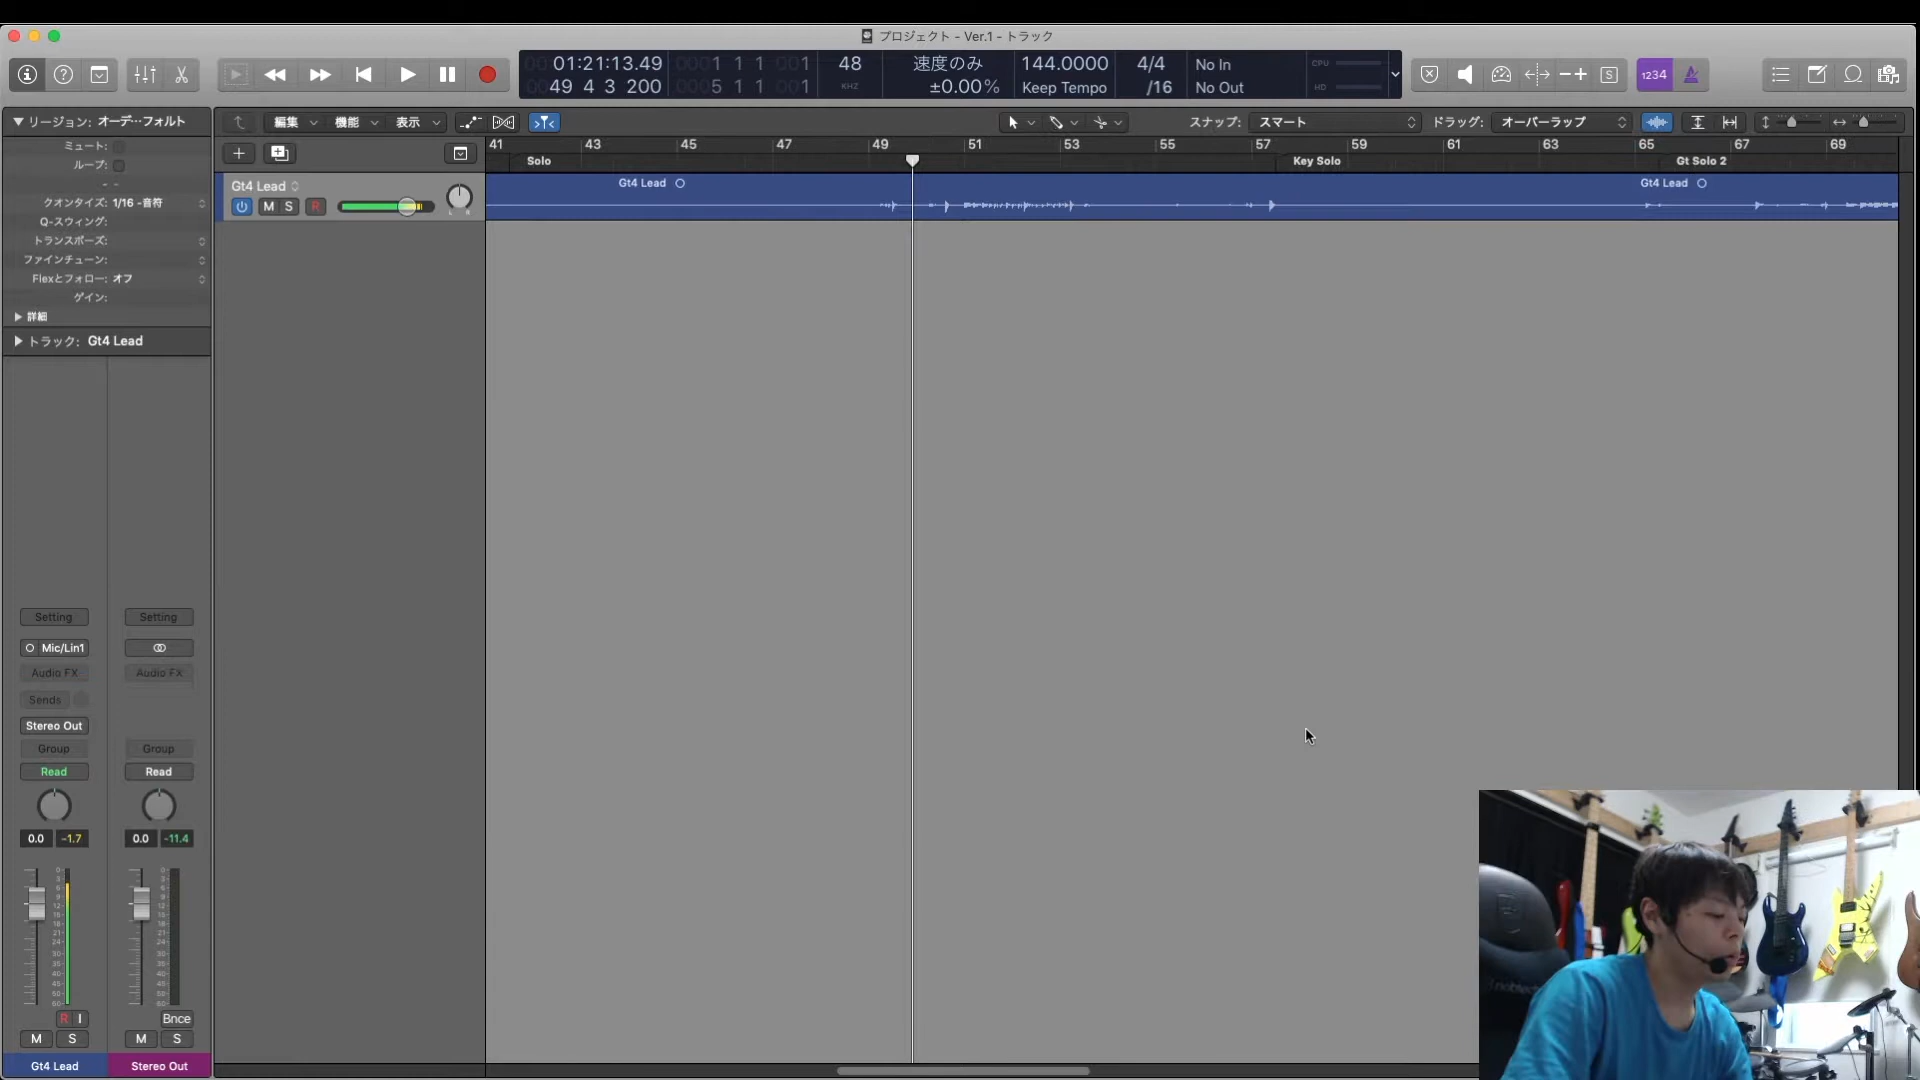 プロジェクト - Ver.1 - トラック
01:21:13.49
49 4 3 200
0001 1 1 001
0005 1 1 001
48
KHZ
速度のみ
±0.00%
144.0000
Keep Tempo
4/4
/16
No In
No Out
CPU
HD
1234
S
リージョン: オーデ…フォルト
編集
機能
表示
スナップ: スマート
ドラッグ: オーバーラップ
ミュート:
ループ:
クオンタイズ: 1/16 -音符
Q-スウィング:
トランスポーズ:
ファインチューン:
Flexとフォロー: オフ
ゲイン:
詳細
トラック: Gt4 Lead
41 43 45 47 49 51 53 55 57 59 61 63 65 67 69
Solo
Key Solo
Gt Solo 2
Gt4 Lead
M S R
L R
Gt4 Lead
Gt4 Lead
Setting
Setting
Mic/Lin1
Audio FX
Audio FX
Sends
Stereo Out
Group
Group
Read
Read
0.0 -1.7
0.0 -11.4
R I
Bnce
M S
M S
Gt4 Lead
Stereo Out